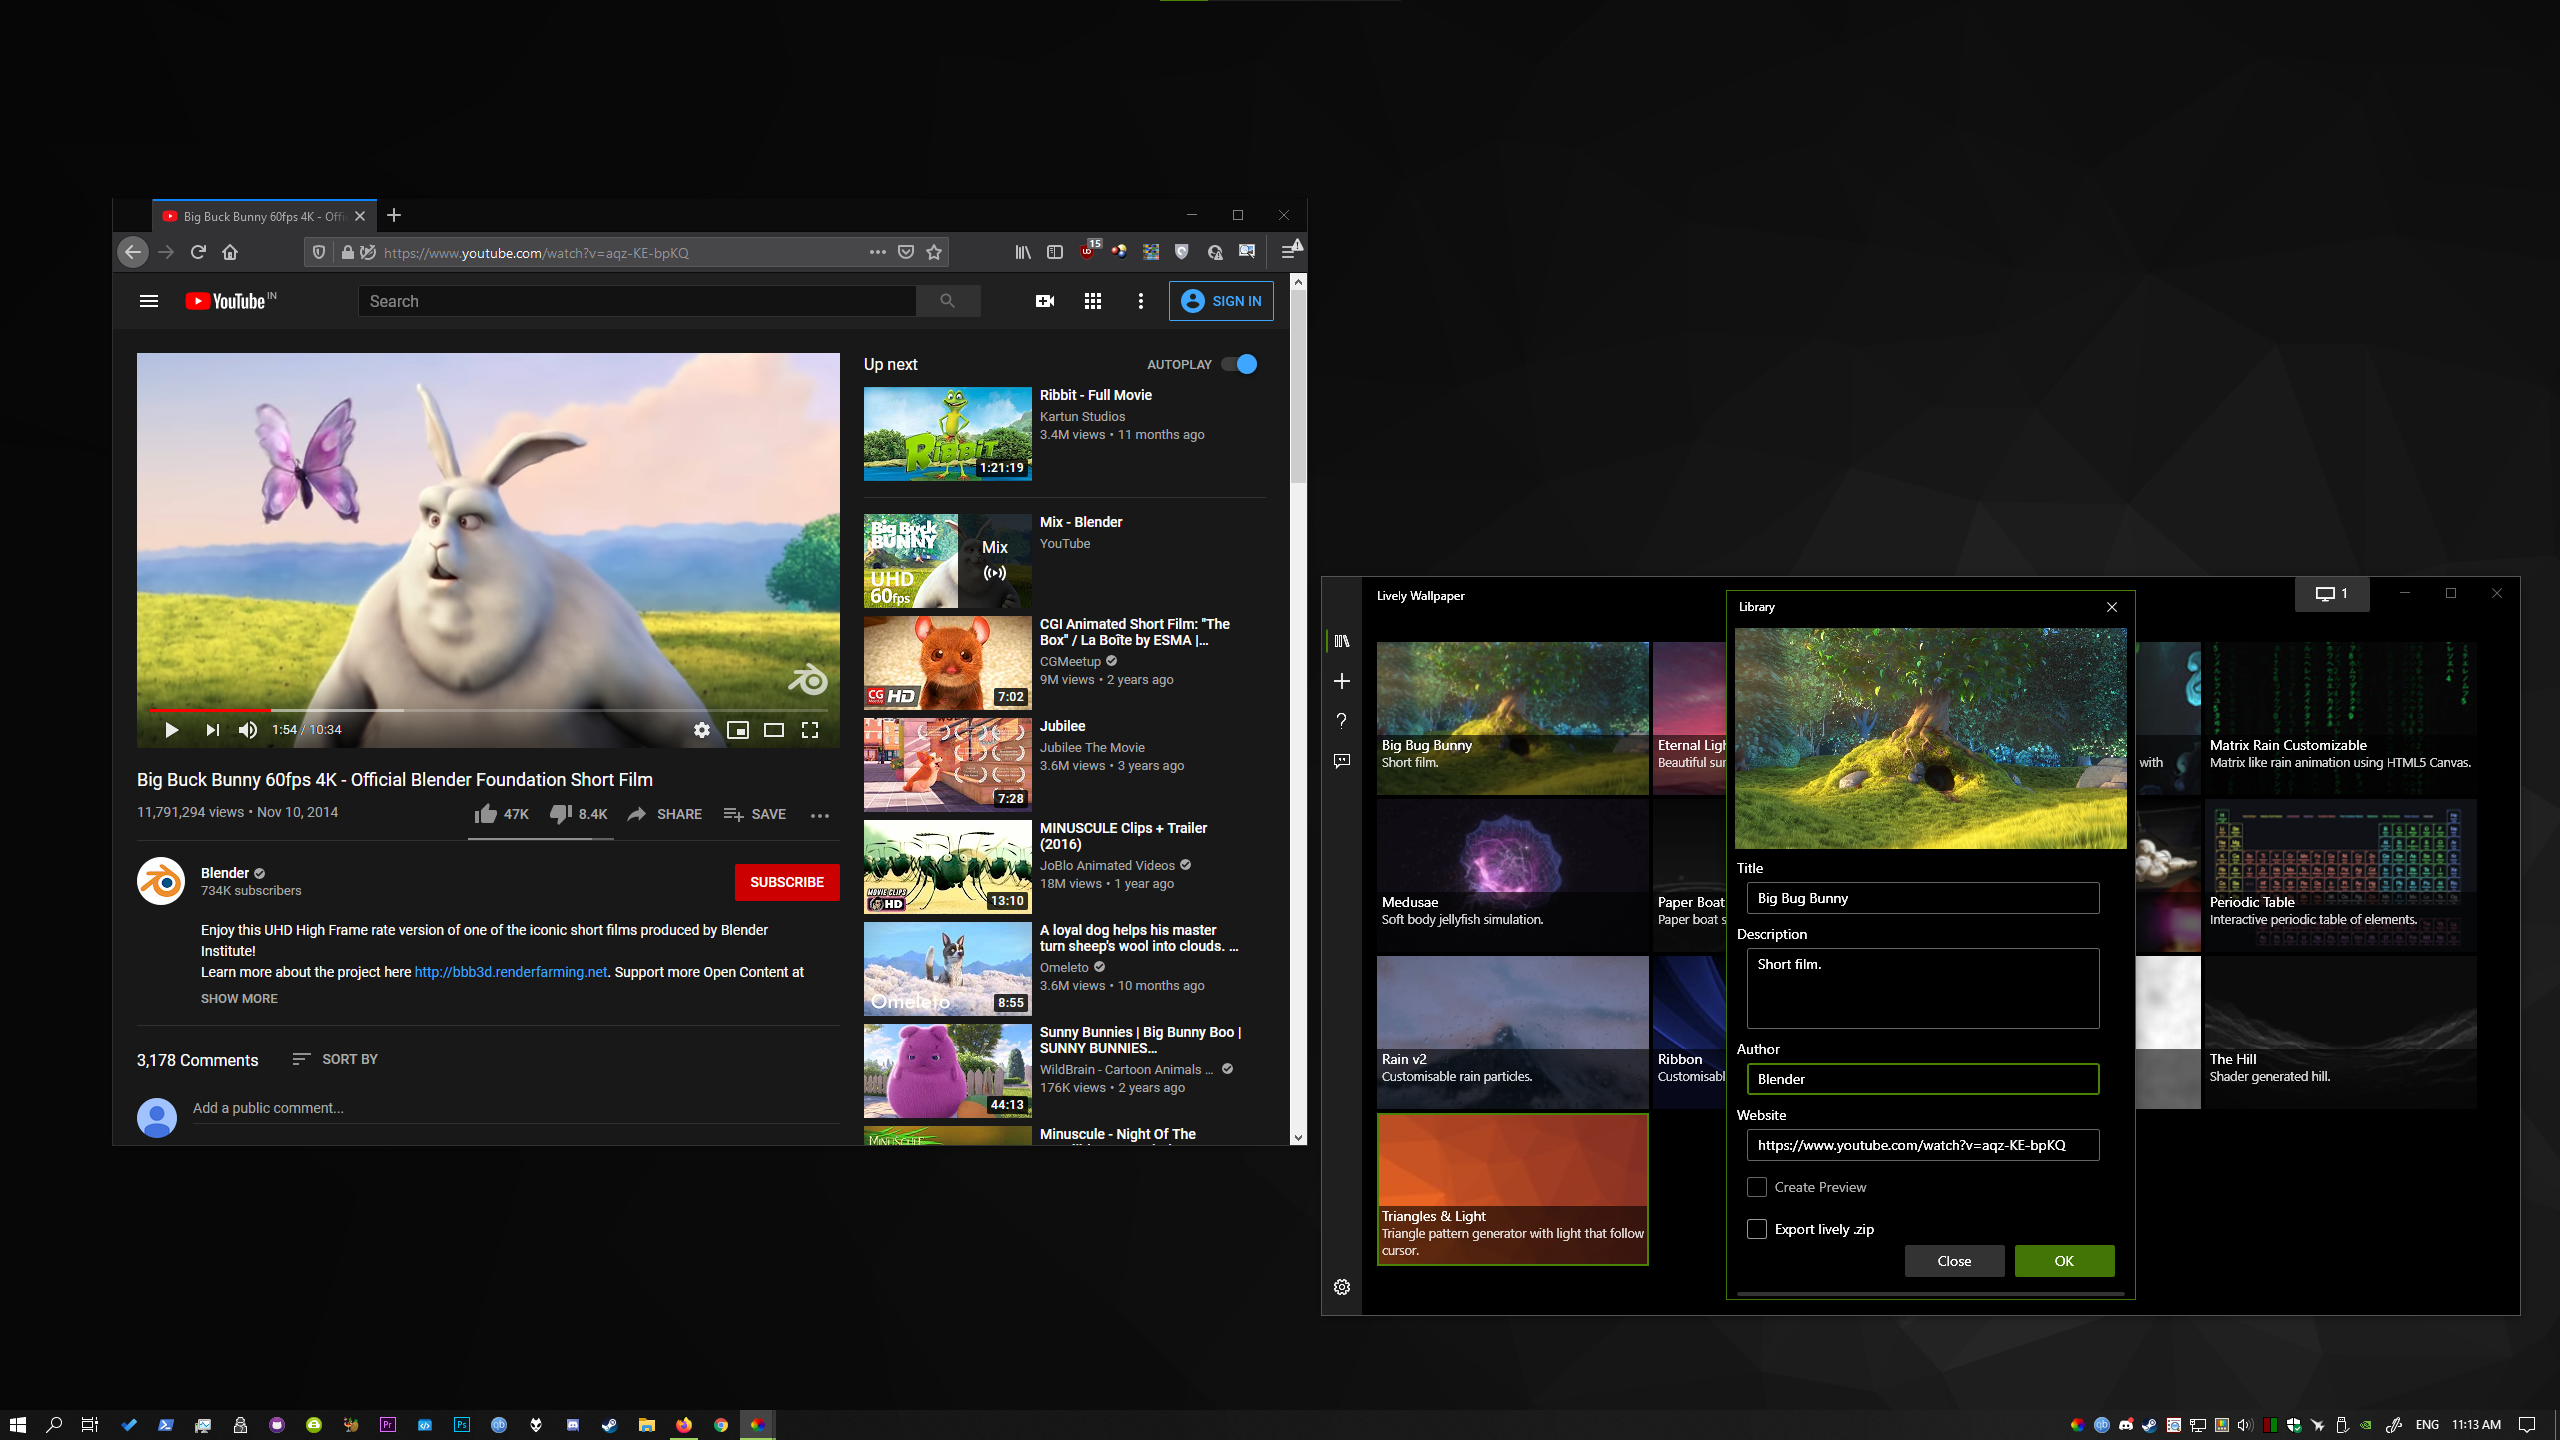 Big Buck Bunny 60fps 4K - Offi
https://www.youtube.com/watch?v=aqz-KE-bpKQ
15
YouTube IN
Search
SIGN IN
1:54 / 10:34
Big Buck Bunny 60fps 4K - Official Blender Foundation Short Film
11,791,294 views • Nov 10, 2014
47K
8.4K
SHARE
SAVE
Blender
734K subscribers
SUBSCRIBE
Enjoy this UHD High Frame rate version of one of the iconic short films produced by Blender
Institute!
Learn more about the project here http://bbb3d.renderfarming.net. Support more Open Content at
SHOW MORE
3,178 Comments
SORT BY
Add a public comment...
Up next
AUTOPLAY
RIBBIT
1:21:19
Ribbit - Full Movie
Kartun Studios
3.4M views • 11 months ago
Big Buck
BUNNY
UHD
60fps
Mix
Mix - Blender
YouTube
CG HD
7:02
CGI Animated Short Film: "The
Box" / La Boîte by ESMA |...
CGMeetup
9M views • 2 years ago
7:28
Jubilee
Jubilee The Movie
3.6M views • 3 years ago
MOVIE CLIPS
HD
13:10
MINUSCULE Clips + Trailer
(2016)
JoBlo Animated Videos
18M views • 1 year ago
Omeleto
8:55
A loyal dog helps his master
turn sheep's wool into clouds. ...
Omeleto
3.6M views • 10 months ago
44:13
Sunny Bunnies | Big Bunny Boo |
SUNNY BUNNIES...
WildBrain - Cartoon Animals ...
176K views • 2 years ago
MINUSCULE
Minuscule - Night Of The
Lively Wallpaper
1
Big Bug Bunny
Short film.
Eternal Ligh
Beautiful sur
with
Matrix Rain Customizable
Matrix like rain animation using HTML5 Canvas.
Medusae
Soft body jellyfish simulation.
Paper Boat
Paper boat s
Periodic Table
Interactive periodic table of elements.
Rain v2
Customisable rain particles.
Ribbon
Customisabl
The Hill
Shader generated hill.
Triangles & Light
Triangle pattern generator with light that follow
cursor.
Library
Title
Big Bug Bunny
Description
Short film.
Author
Blender
Website
https://www.youtube.com/watch?v=aqz-KE-bpKQ
Create Preview
Export lively .zip
Close
OK
Pr
Ps
qb
qb
ENG
11:13 AM